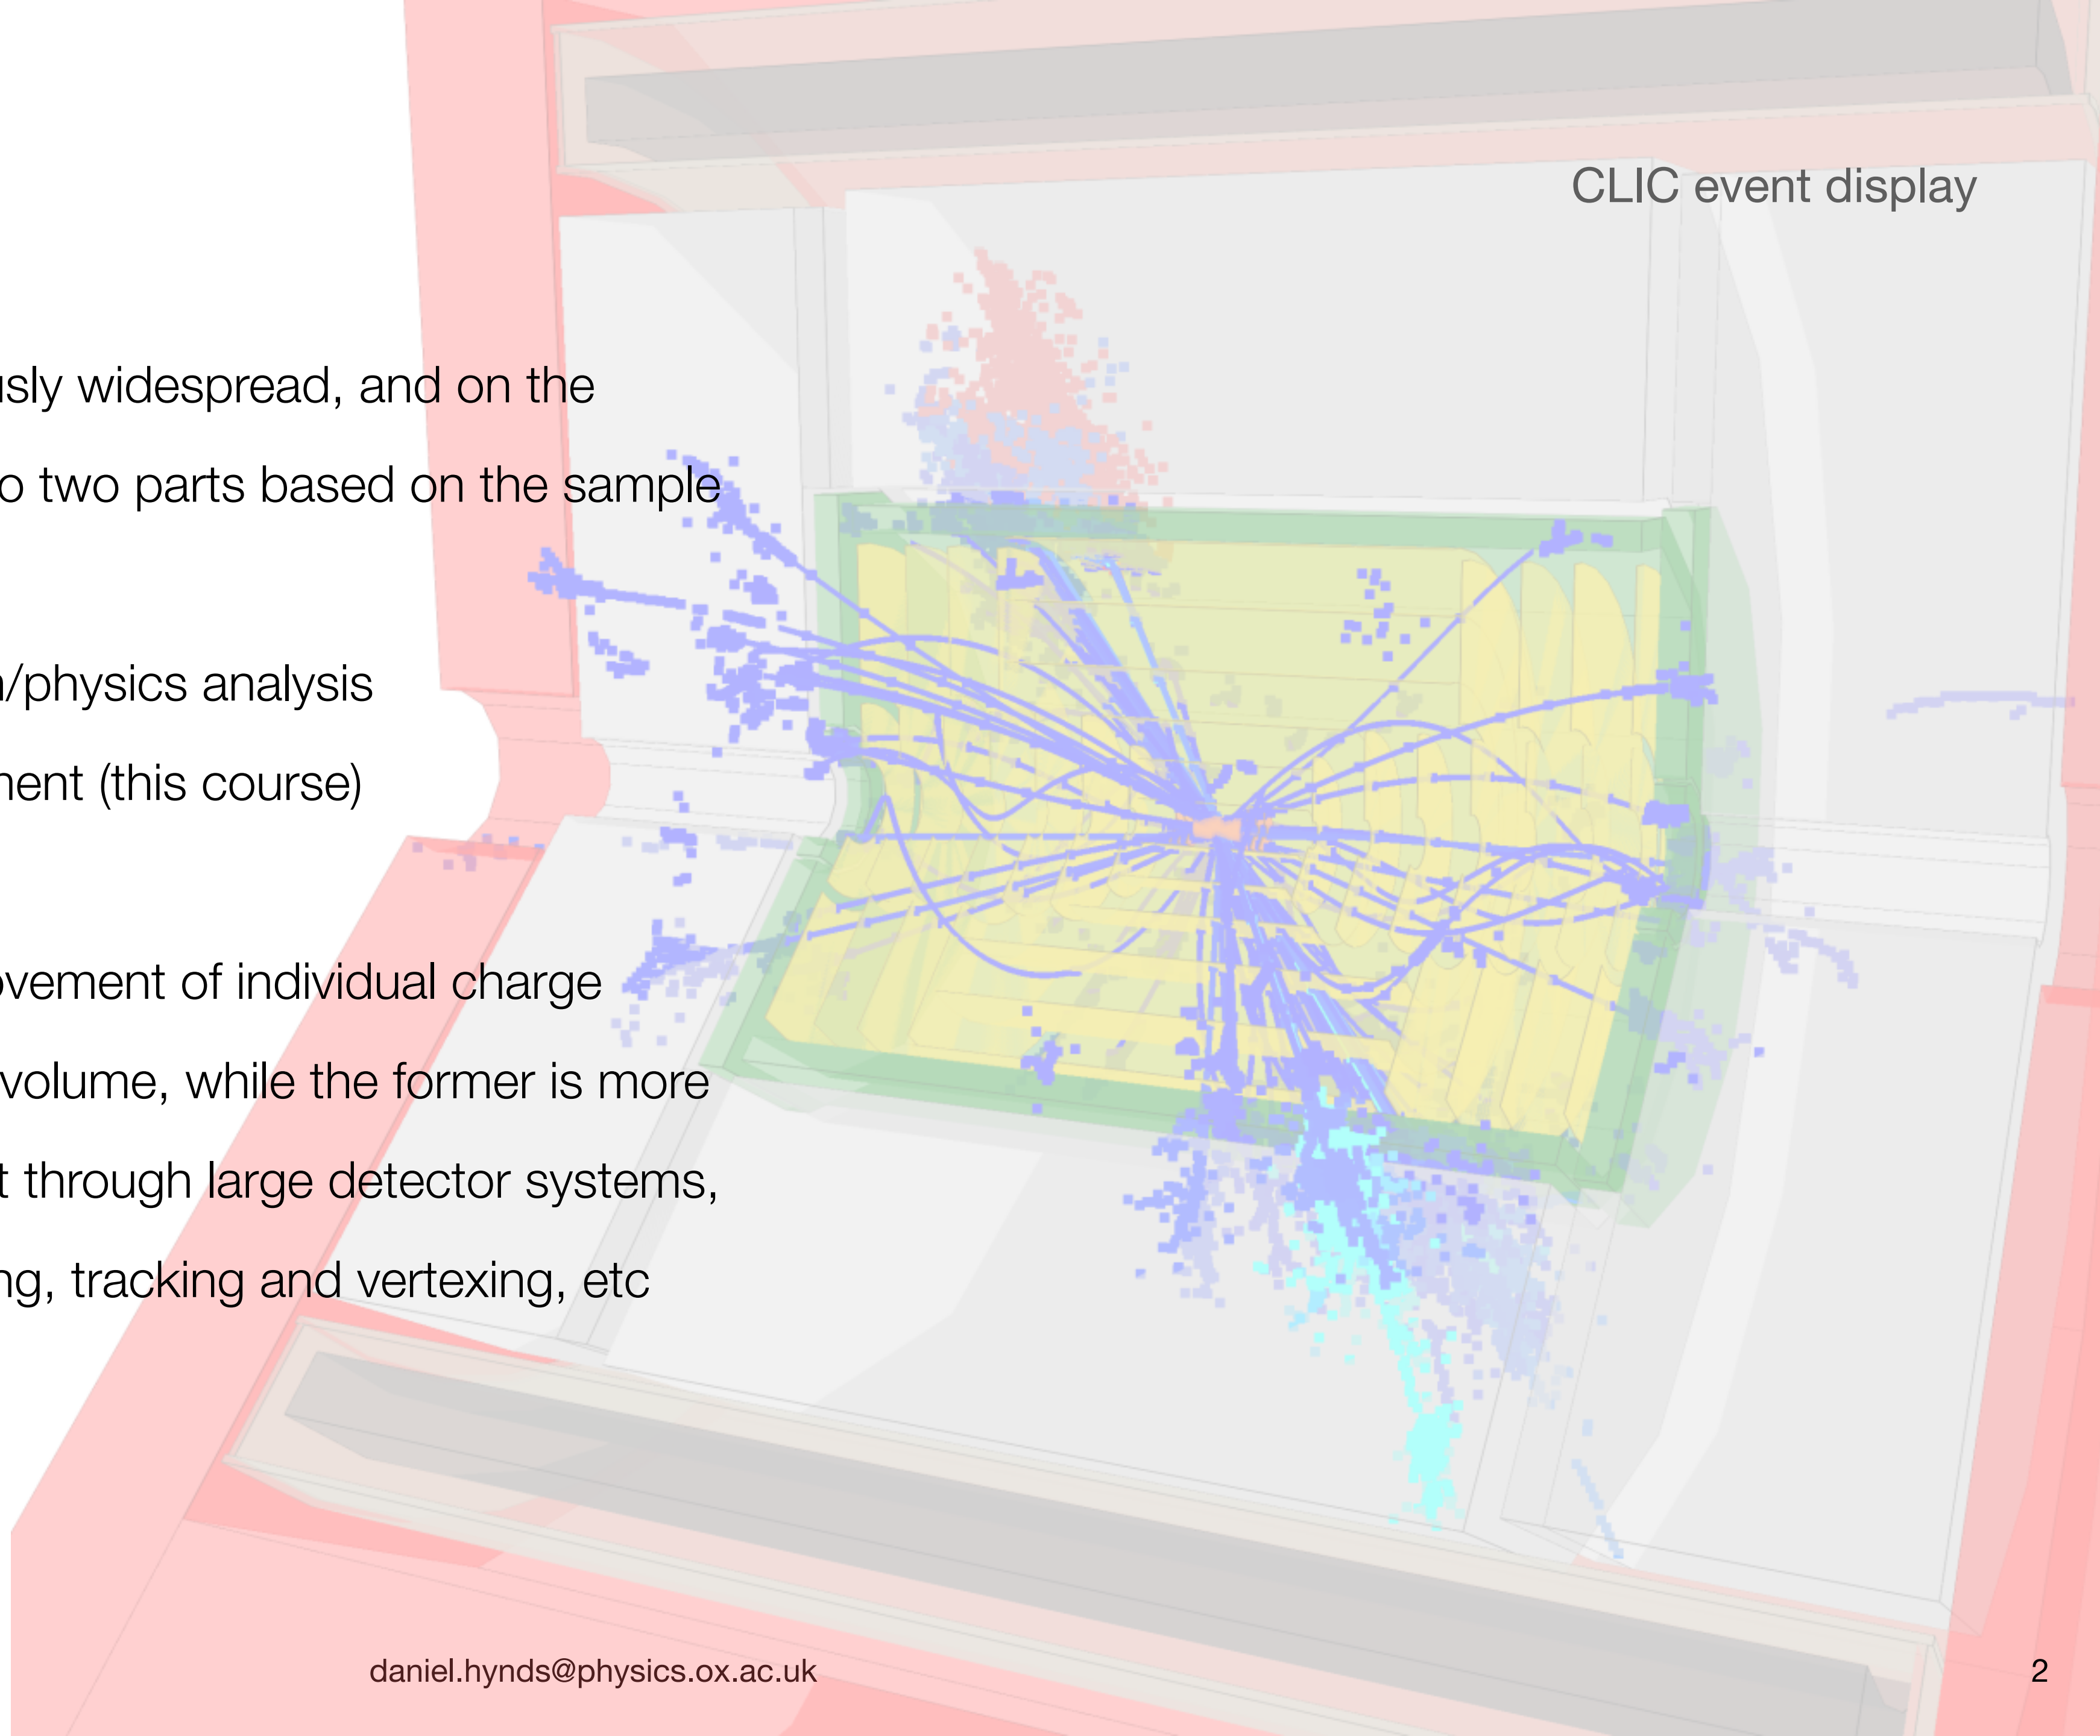 CLIC event display
usly widespread, and on the
o two parts based on the sample
n/physics analysis
ment (this course)
ovement of individual charge
volume, while the former is more
t through large detector systems,
ng, tracking and vertexing, etc
daniel.hynds@physics.ox.ac.uk
2